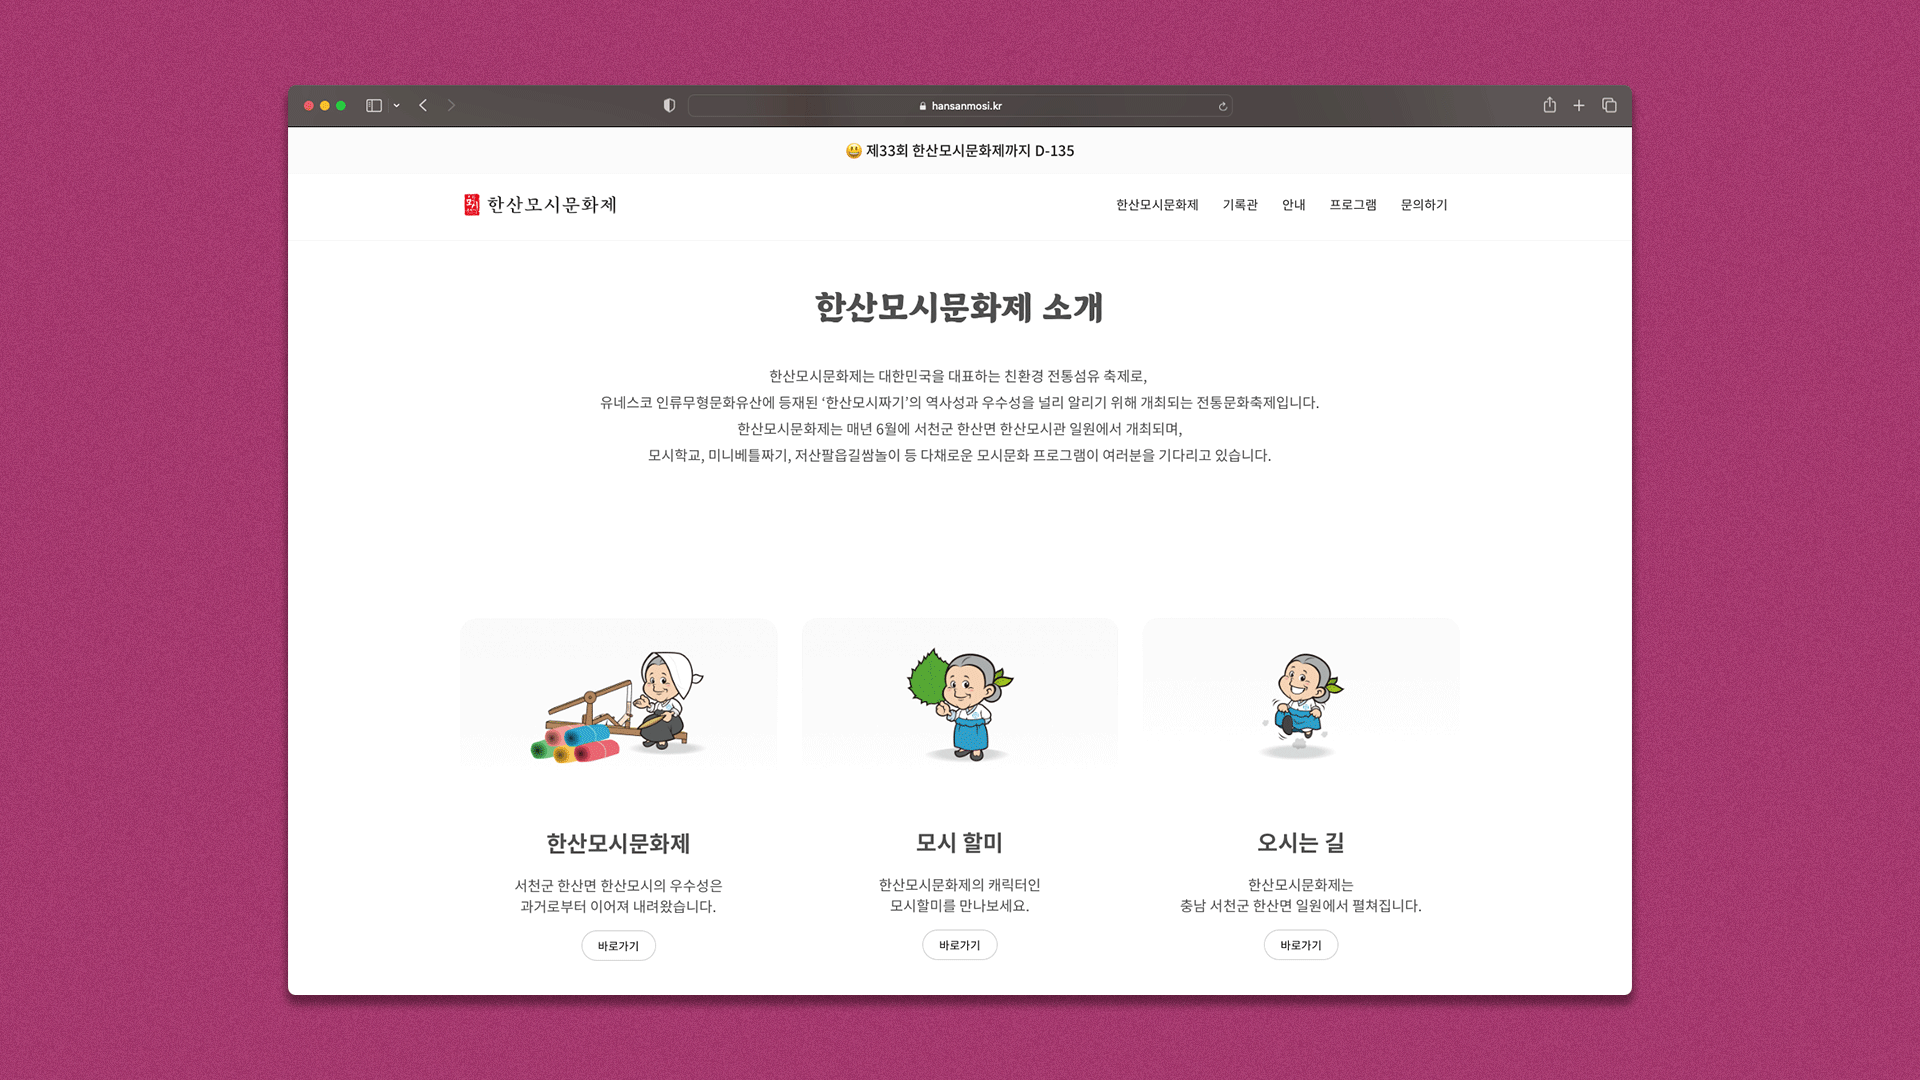 hansanmosi.kr
😀 제33회 한산모시문화제까지 D-135
한산모시문화제
한산모시문화제 기록관 안내 프로그램 문의하기
한산모시문화제 소개
한산모시문화제는 대한민국을 대표하는 친환경 전통섬유 축제로,
유네스코 인류무형문화유산에 등재된 ‘한산모시짜기’의 역사성과 우수성을 널리 알리기 위해 개최되는 전통문화축제입니다.
한산모시문화제는 매년 6월에 서천군 한산면 한산모시관 일원에서 개최되며,
모시학교, 미니베틀짜기, 저산팔읍길쌈놀이 등 다채로운 모시문화 프로그램이 여러분을 기다리고 있습니다.
한산모시문화제
서천군 한산면 한산모시의 우수성은
과거로부터 이어져 내려왔습니다.
바로가기
모시 할미
한산모시문화제의 캐릭터인
모시할미를 만나보세요.
바로가기
오시는 길
한산모시문화제는
충남 서천군 한산면 일원에서 펼쳐집니다.
바로가기